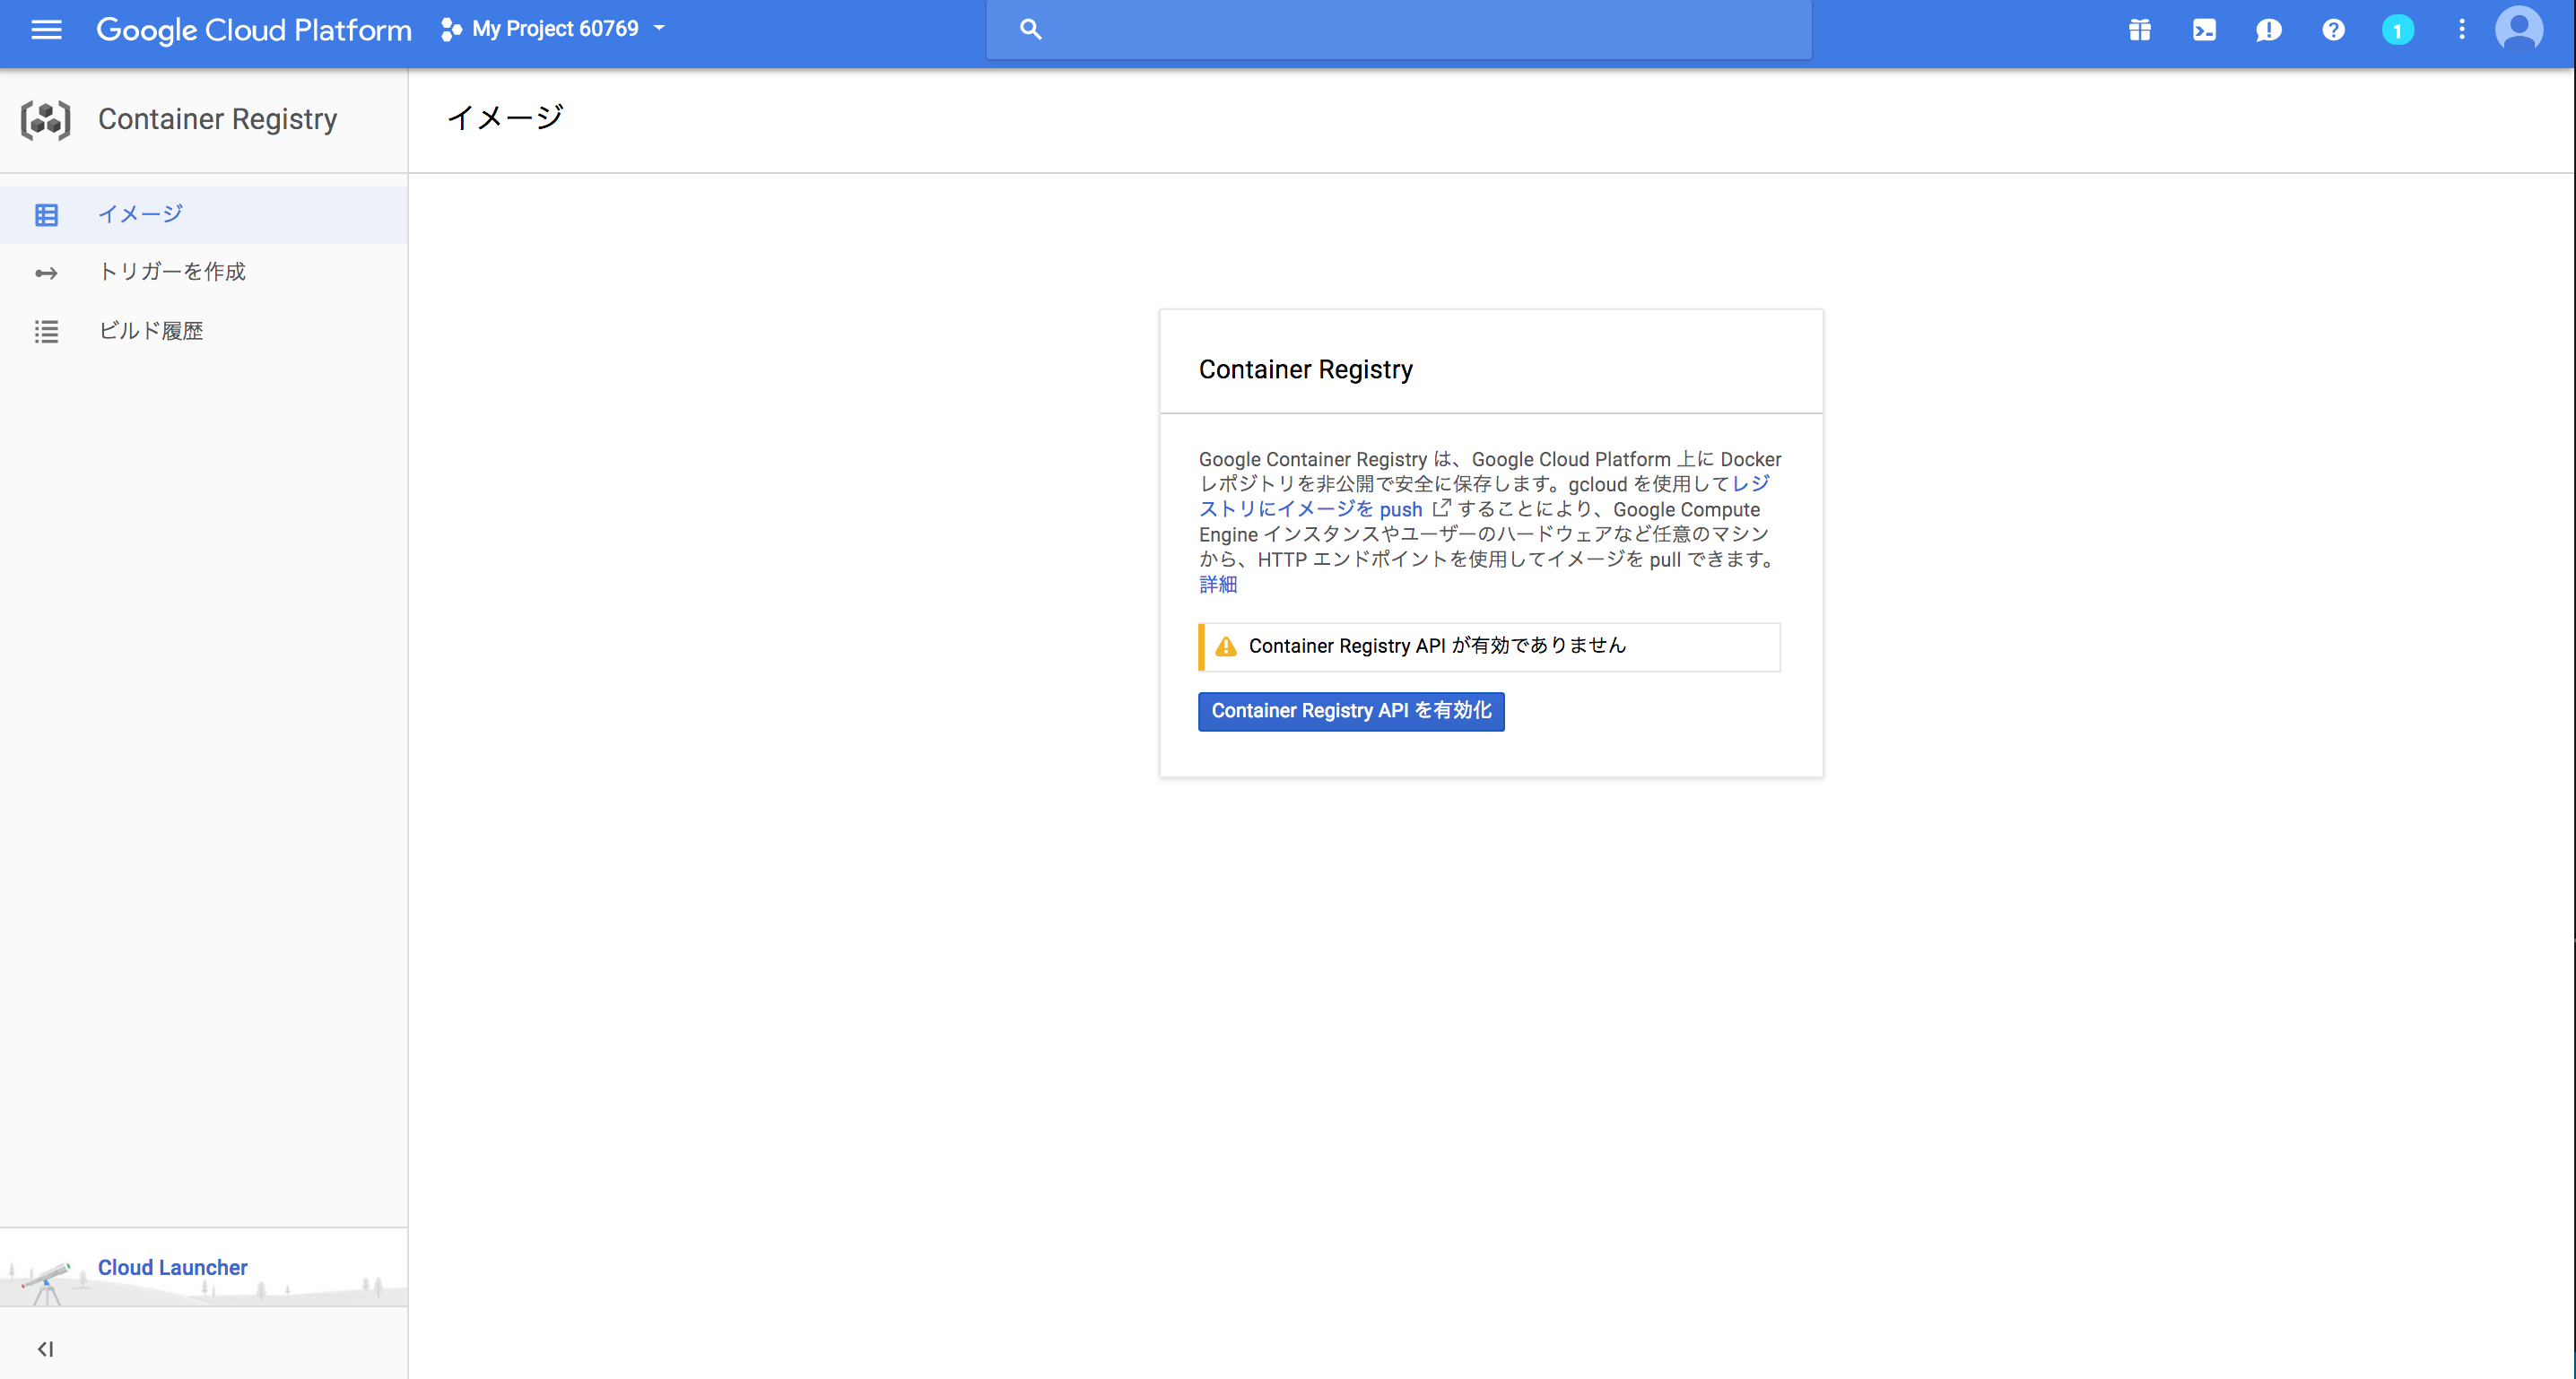 Google Cloud Platform
My Project 60769
1
Container Registry
イメージ
イメージ
トリガーを作成
ビルド履歴
Container Registry
Google Container Registry は、Google Cloud Platform 上に Docker
レポジトリを非公開で安全に保存します。gcloud を使用してレジ
ストリにイメージを push することにより、Google Compute
Engine インスタンスやユーザーのハードウェアなど任意のマシン
から、HTTP エンドポイントを使用してイメージを pull できます。
詳細
Container Registry API が有効でありません
Container Registry API を有効化
Cloud Launcher